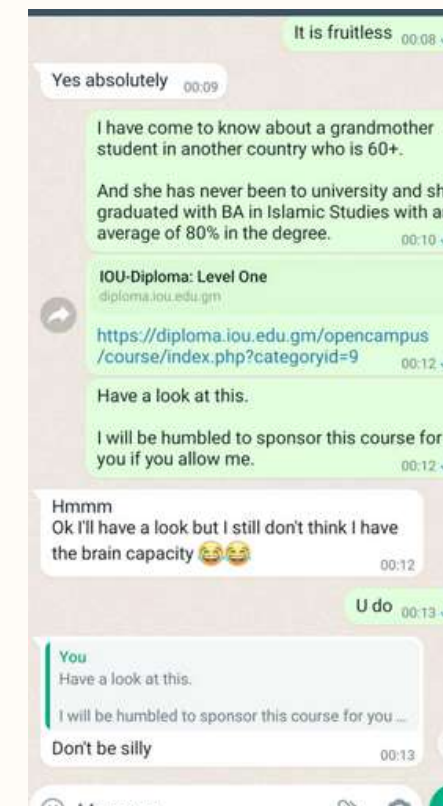 It is fruitless 00:08
Yes absolutely 00:09
I have come to know about a grandmother
student in another country who is 60+.
And she has never been to university and
graduated with BA in Islamic Studies with
average of 80% in the degree. 00:10
IOU-Diploma: Level One
diploma.iou.edu.gm
https://diploma.iou.edu.gm/opencampus
/course/index.php?categoryid=9 00:12
Have a look at this.
I will be humbled to sponsor this course for
you if you allow me. 00:12
Hmmm
Ok I'll have a look but I still don't think I have
the brain capacity 😂😂
00:12
U do 00:13
You
Have a look at this.
I will be humbled to sponsor this course for you ...
Don't be silly 00:13